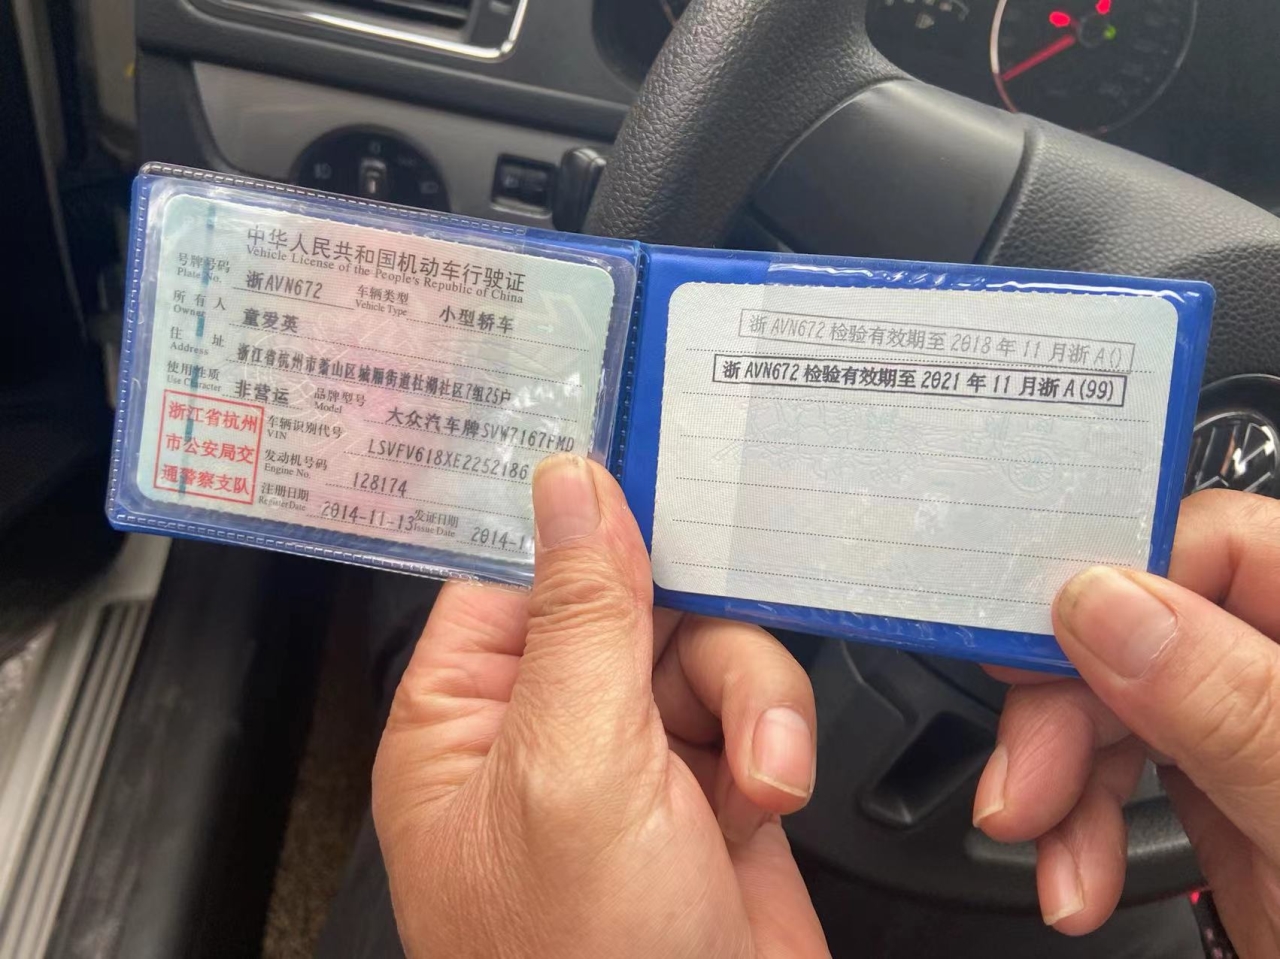 中华人民共和国机动车行驶证
Vehicle License of the People's Republic of China
号牌号码 浙AVN672 车辆类型 小型轿车
Plate No. Vehicle Type
所有人 童爱英
Owner
住址 浙江省杭州市萧山区城厢街道杜湖社区7组25户
Address
使用性质 非营运 品牌型号 大众汽车牌SVW7167FMD
Use Character Model
浙江省杭州
市公安局交
通警察支队
车辆识别代号 LSVFV618XE2252186
VIN
发动机号码 128174
Engine No.
注册日期 2014-11-13 发证日期 2014-1
Register Date Issue Date
浙AVN672检验有效期至2018年11月浙A()
浙AVN672检验有效期至2021年11月浙A(99)